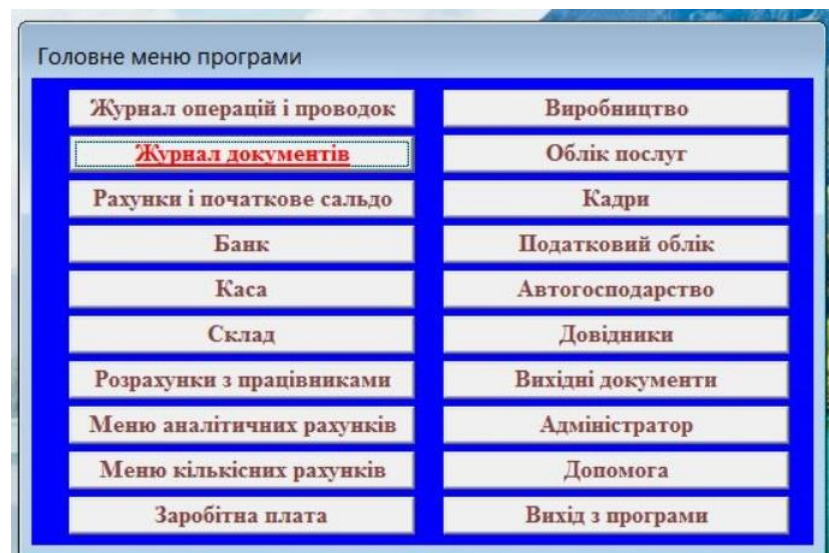 Головне меню програми
Журнал операцій і проводок
Журнал документів
Рахунки і початкове сальдо
Банк
Каса
Склад
Розрахунки з працівниками
Меню аналітичних рахунків
Меню кількісних рахунків
Заробітна плата
Виробництво
Облік послуг
Кадри
Податковий облік
Автогосподарство
Довідники
Вихідні документи
Адміністратор
Допомога
Вихід з програми